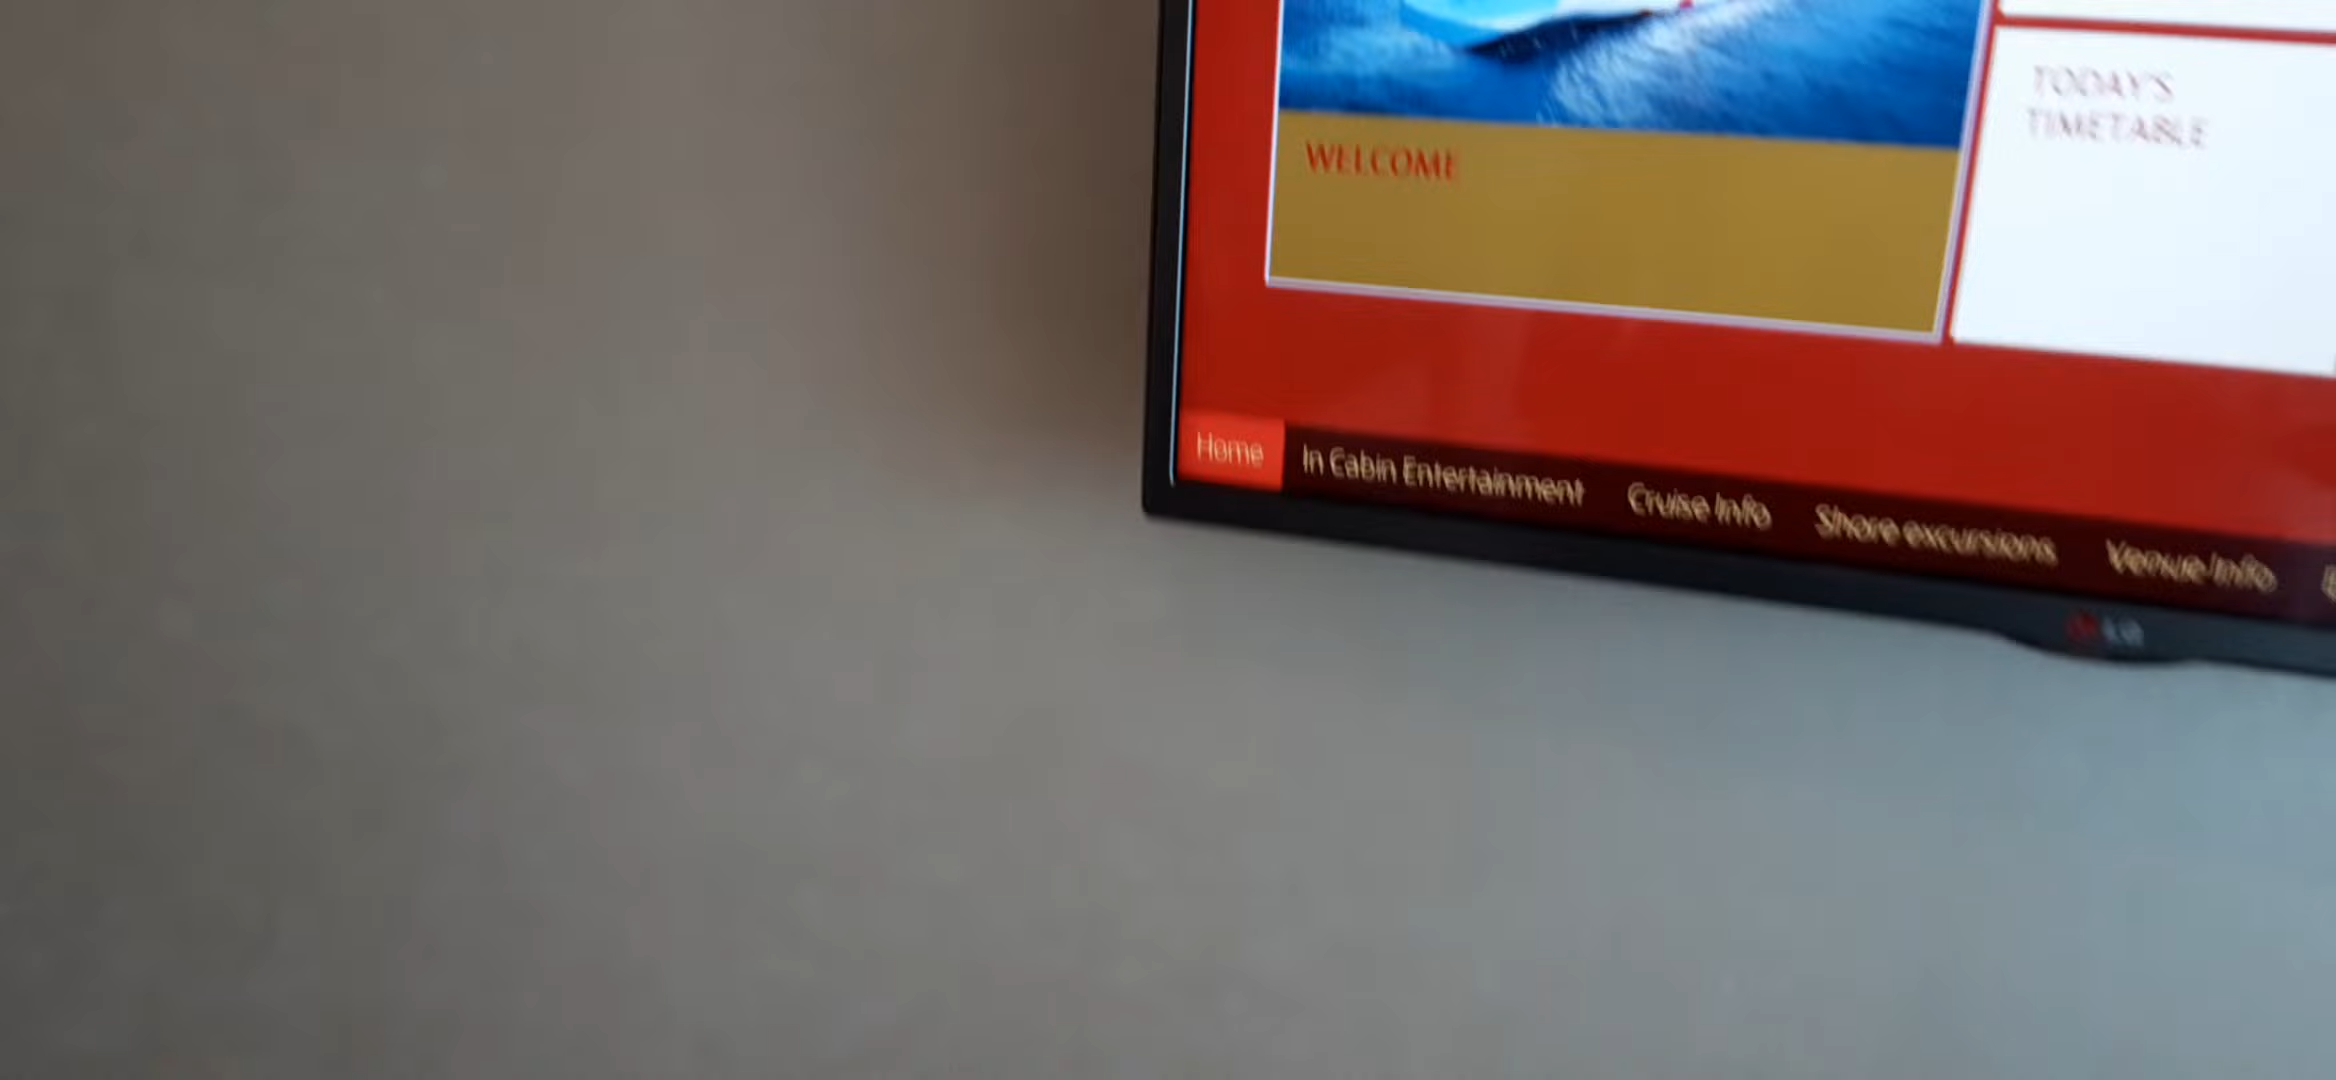 TODAY'S
TIMETABLE
WELCOME
Home
In Cabin Entertainment
Cruise Info
Shore excursions
Venue Info
LG